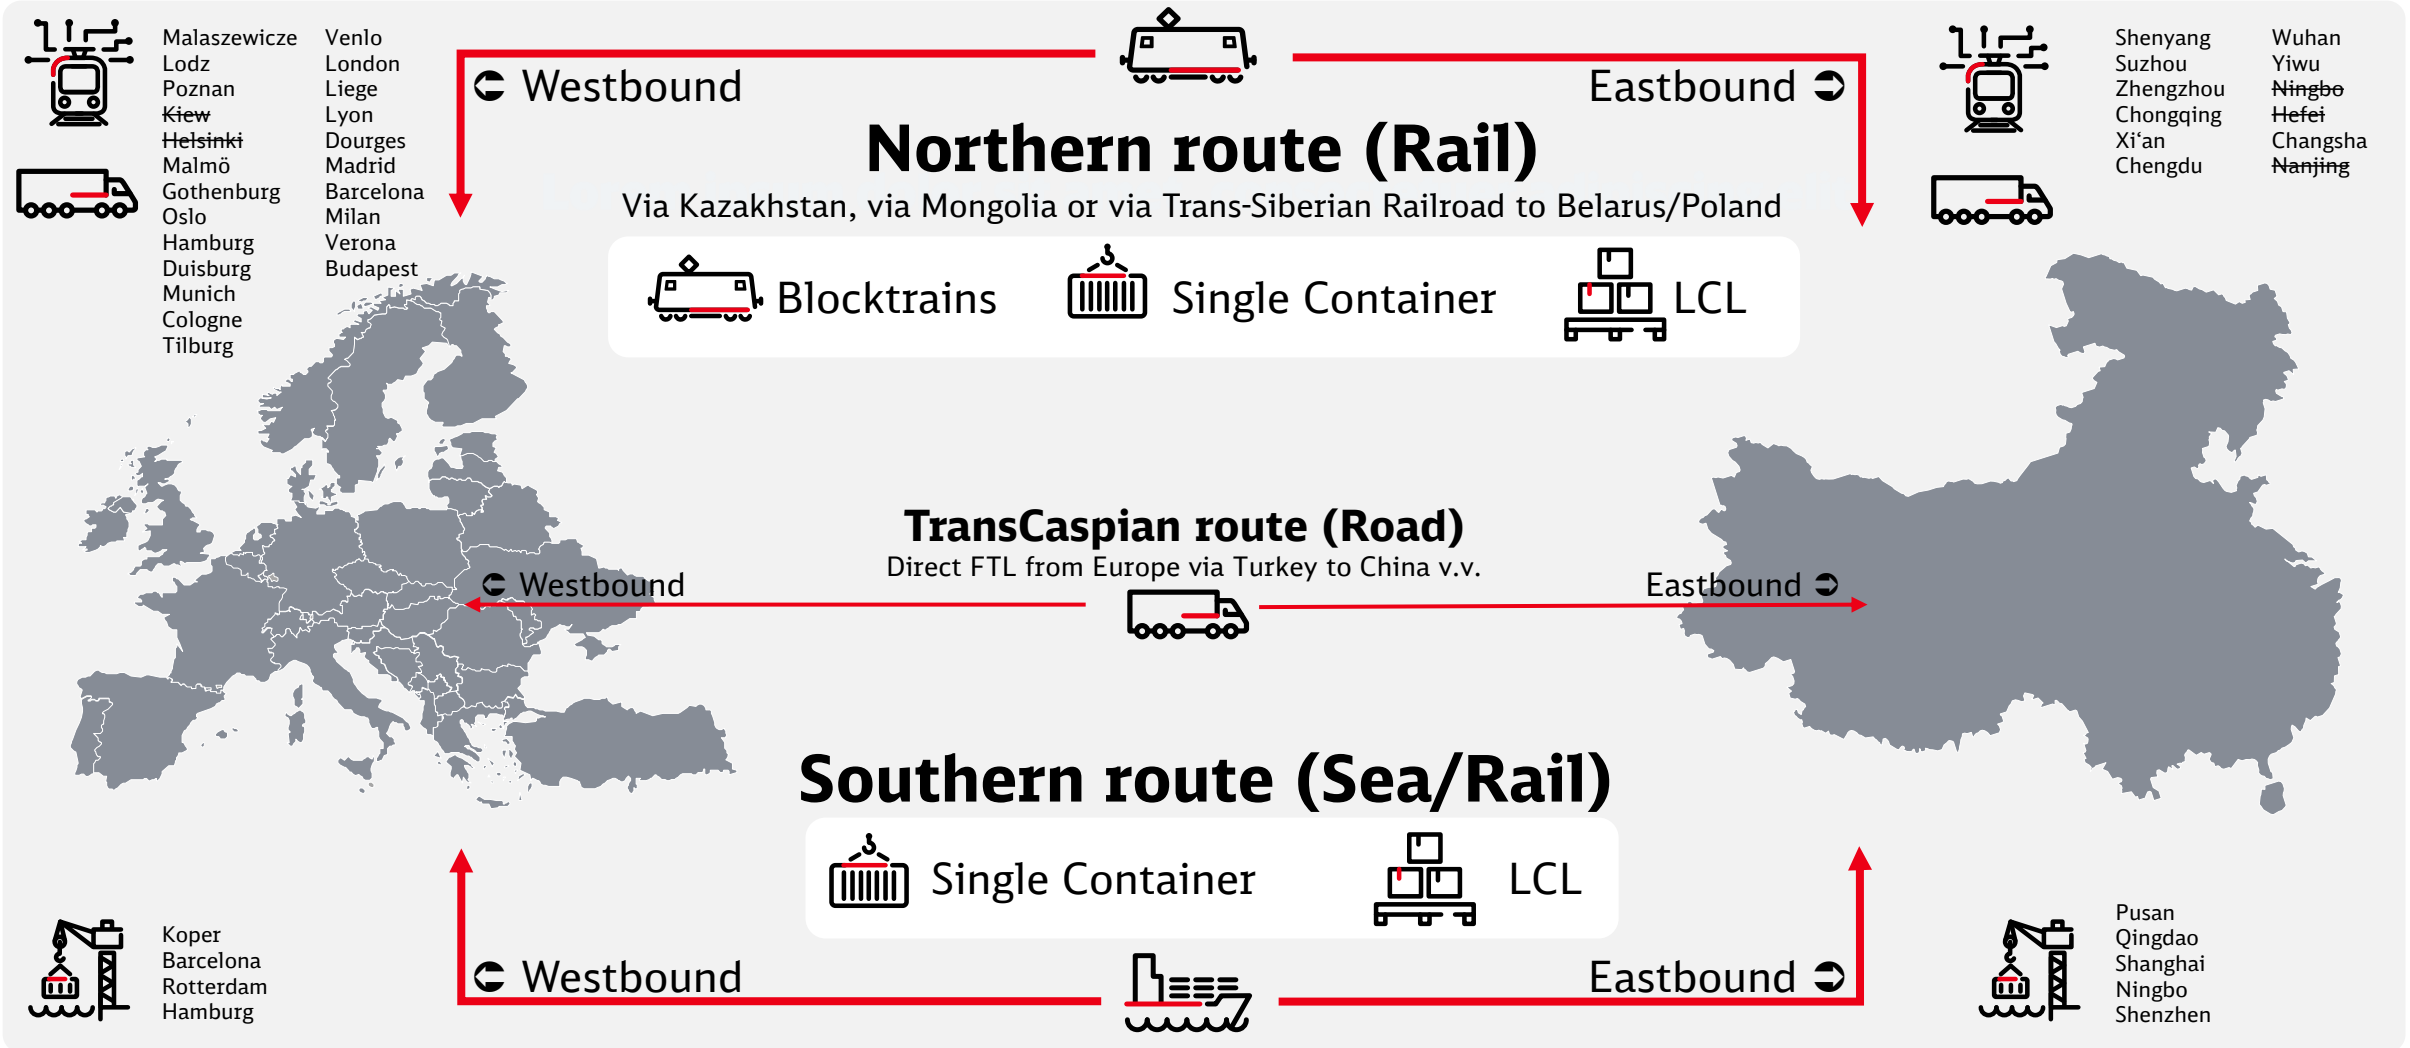 Malaszewicze
Lodz
Poznan
Kiew
Helsinki
Malmö
Gothenburg
Oslo
Hamburg
Duisburg
Munich
Cologne
Tilburg
Venlo
London
Liege
Lyon
Dourges
Madrid
Barcelona
Milan
Verona
Budapest
Westbound
Eastbound
Northern route (Rail)
Via Kazakhstan, via Mongolia or via Trans-Siberian Railroad to Belarus/Poland
Blocktrains
Single Container
LCL
Shenyang
Suzhou
Zhengzhou
Chongqing
Xi‘an
Chengdu
Wuhan
Yiwu
Ningbo
Hefei
Changsha
Nanjing
TransCaspian route (Road)
Direct FTL from Europe via Turkey to China v.v.
Westbound
Eastbound
Southern route (Sea/Rail)
Single Container
LCL
Westbound
Eastbound
Koper
Barcelona
Rotterdam
Hamburg
Pusan
Qingdao
Shanghai
Ningbo
Shenzhen